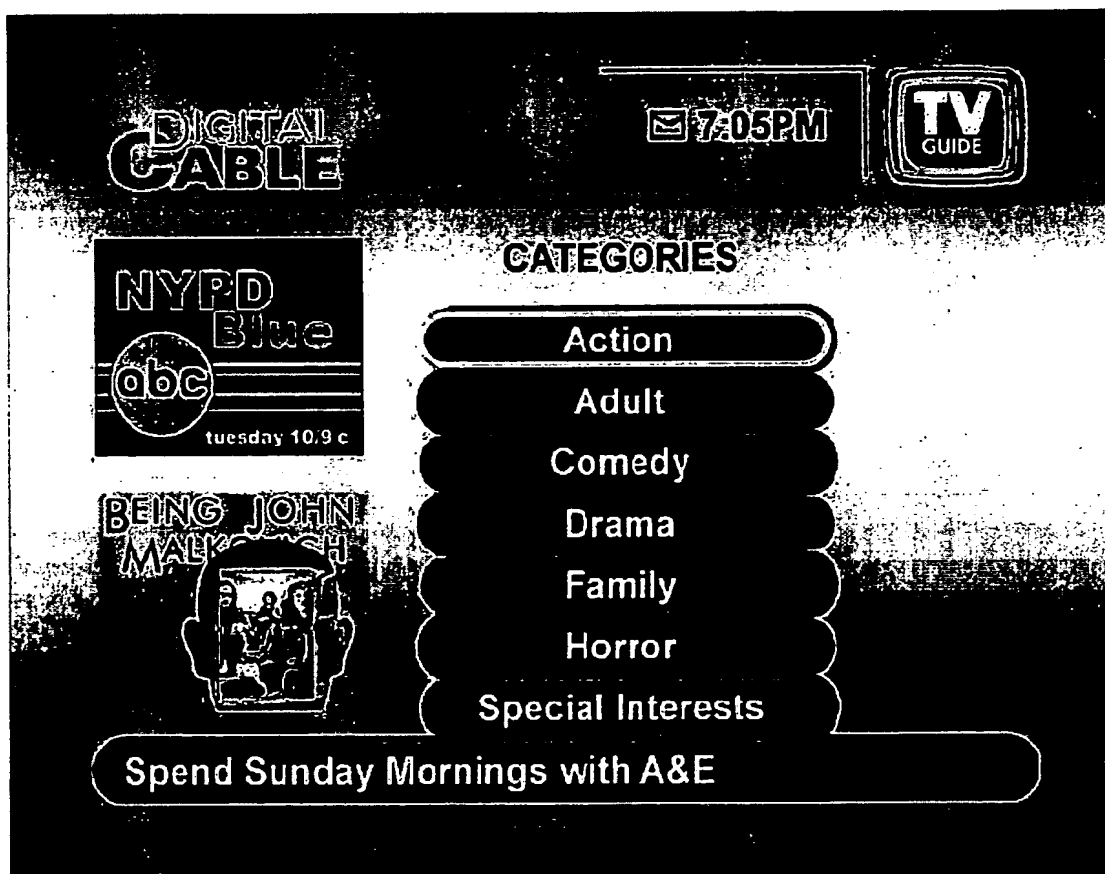 DIGITAL
CABLE
7:05PM
TV
GUIDE
CATEGORIES
NYPD
Blue
abc
tuesday 10/9 c
BEING JOHN
Action
Adult
Comedy
Drama
Family
Horror
Special Interests
Spend Sunday Mornings with A&E